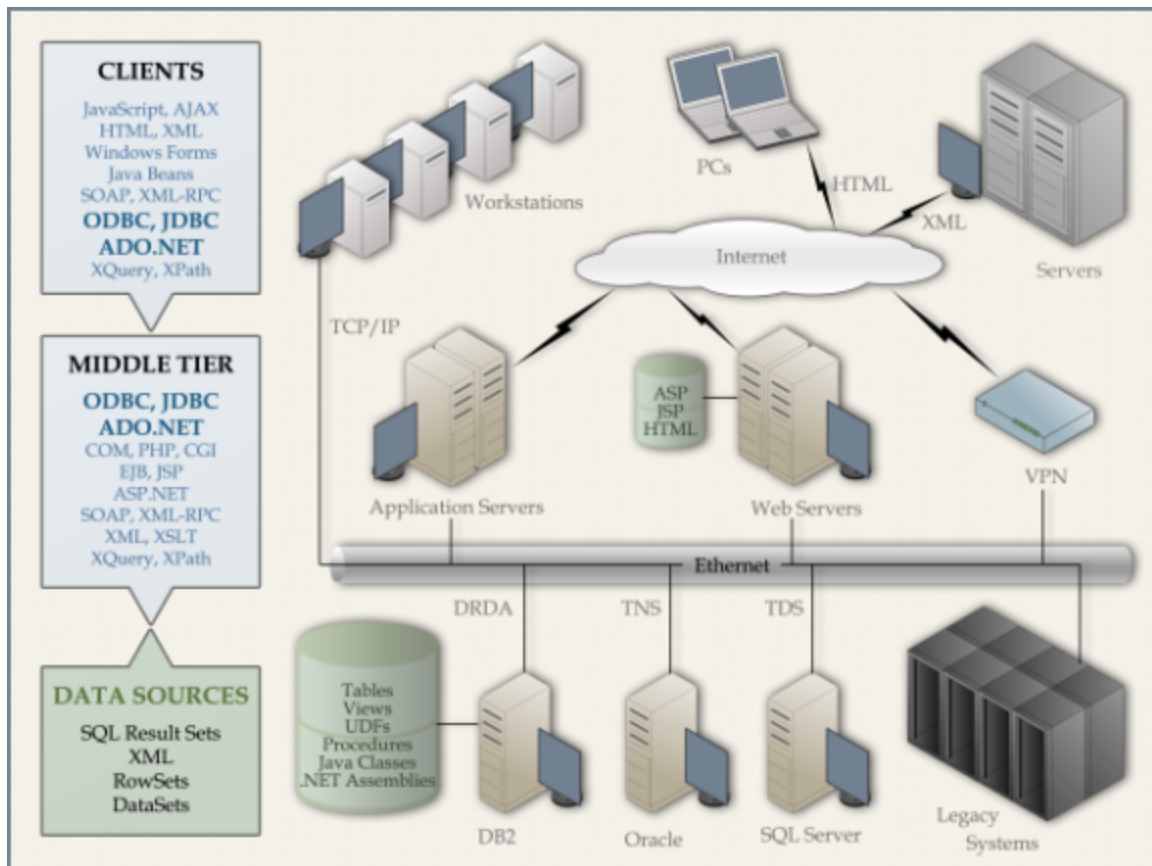 CLIENTS
JavaScript, AJAX
HTML, XML
Windows Forms
Java Beans
SOAP, XML-RPC
ODBC, JDBC
ADO.NET
XQuery, XPath
MIDDLE TIER
ODBC, JDBC
ADO.NET
COM, PHP, CGI
EJB, JSP
ASP.NET
SOAP, XML-RPC
XML, XSLT
XQuery, XPath
DATA SOURCES
SQL Result Sets
XML
RowSets
DataSets
Workstations
PCs
HTML
XML
Servers
Internet
TCP/IP
ASP
JSP
HTML
Application Servers
Web Servers
VPN
Ethernet
DRDA
TNS
TDS
Tables
Views
UDFs
Procedures
Java Classes
.NET Assemblies
DB2
Oracle
SQL Server
Legacy
Systems